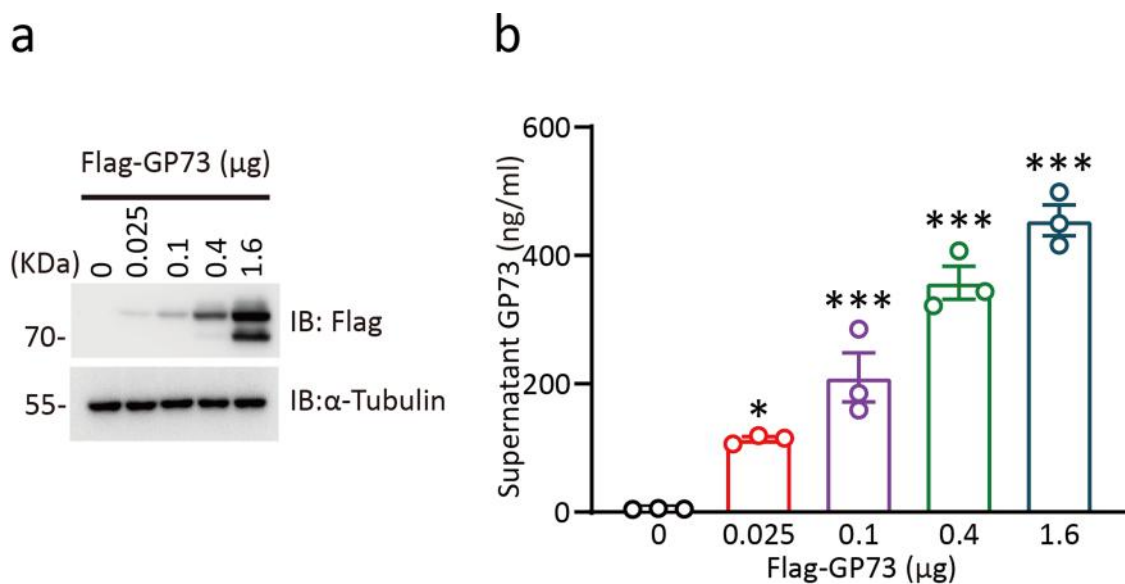 a
Flag-GP73 (μg)
(KDa)
0
0.025
0.1
0.4
1.6
70-
IB: Flag
55-
IB:α-Tubulin
b
Supernatant GP73 (ng/ml)
600
400
200
0
*
***
***
***
0 0.025 0.1 0.4 1.6
Flag-GP73 (μg)